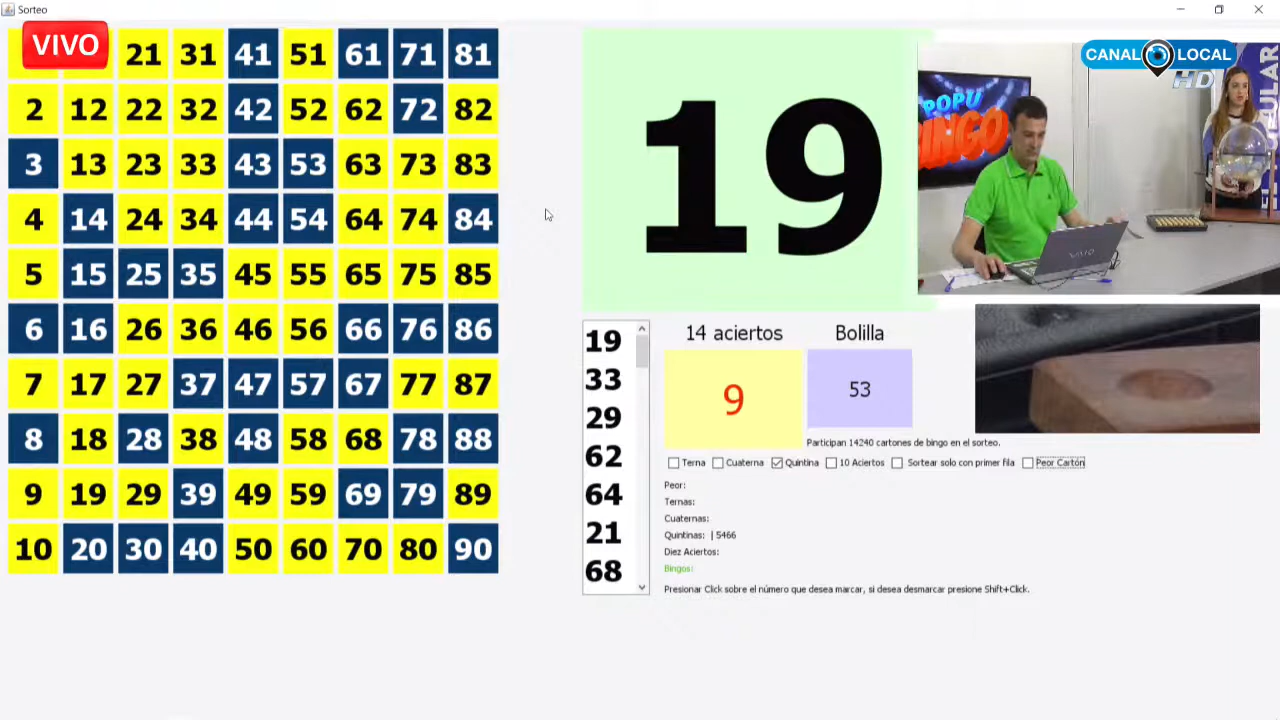 Sorteo
VIVO
21 31 41 51 61 71 81
2 12 22 32 42 52 62 72 82
3 13 23 33 43 53 63 73 83
4 14 24 34 44 54 64 74 84
5 15 25 35 45 55 65 75 85
6 16 26 36 46 56 66 76 86
7 17 27 37 47 57 67 77 87
8 18 28 38 48 58 68 78 88
9 19 29 39 49 59 69 79 89
10 20 30 40 50 60 70 80 90
19
CANAL LOCAL
HD
POPU
BINGO
VAIO
19
33
29
62
64
21
68
14 aciertos
9
Bolilla
53
Participan 14240 cartones de bingo en el sorteo.
Terna Cuaterna Quintina 10 Aciertos Sortear solo con primer fila Peor Cartón
Peor:
Ternas:
Cuaternas:
Quintinas: | 5466
Diez Aciertos:
Bingos:
Presionar Click sobre el número que desea marcar, si desea desmarcar presione Shift+Click.